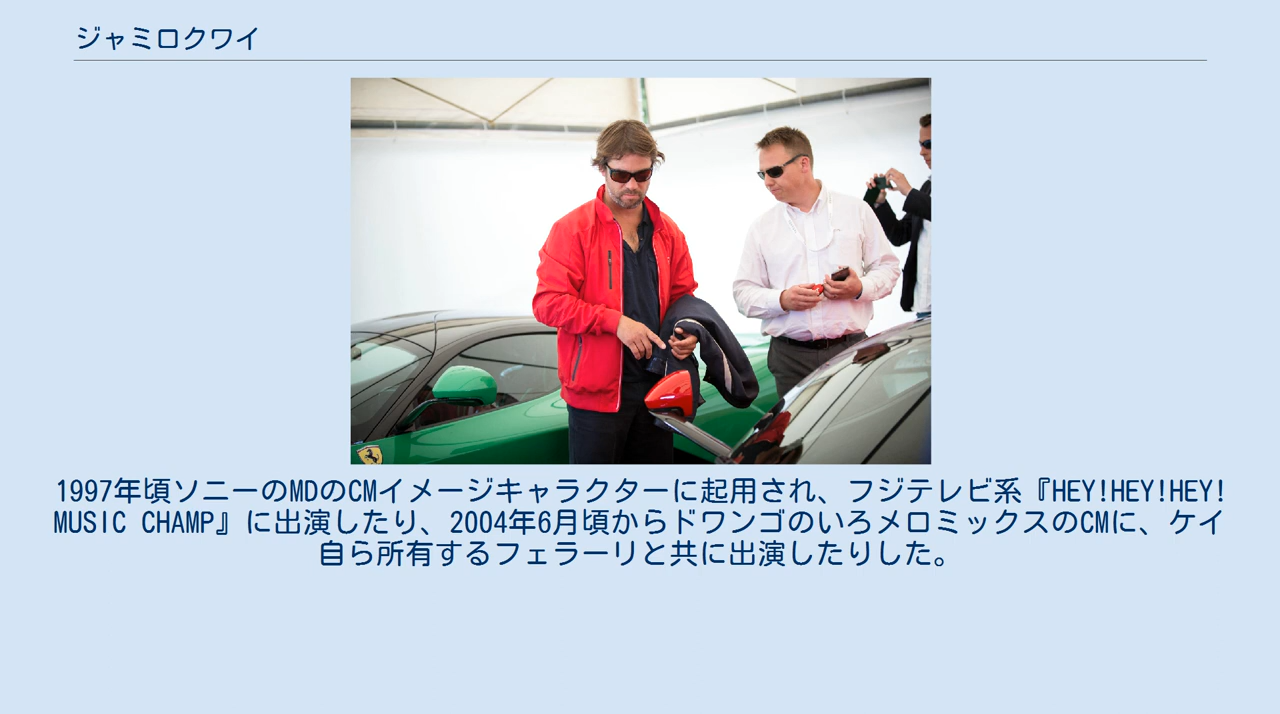 ジャミロクワイ
1997年頃ソニーのMDのCMイメージキャラクターに起用され、フジテレビ系『HEY!HEY!HEY!
MUSIC CHAMP』に出演したり、2004年6月頃からドワンゴのいろメロミックスのCMに、ケイ
自ら所有するフェラーリと共に出演したりした。